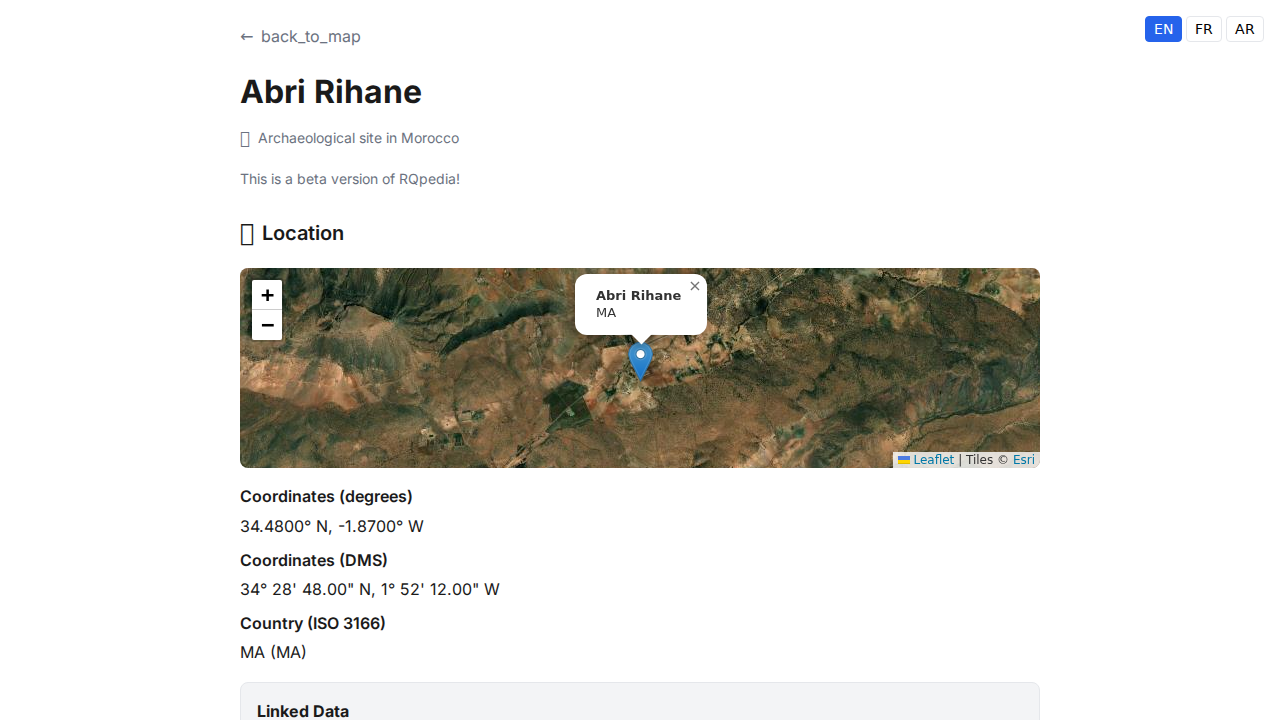 ← back_to_map
EN FR AR
Abri Rihane
Archaeological site in Morocco
This is a beta version of RQpedia!
Location
+
−
Abri Rihane
MA
×
Leaflet | Tiles © Esri
Coordinates (degrees)
34.4800° N, -1.8700° W
Coordinates (DMS)
34° 28' 48.00" N, 1° 52' 12.00" W
Country (ISO 3166)
MA (MA)
Linked Data